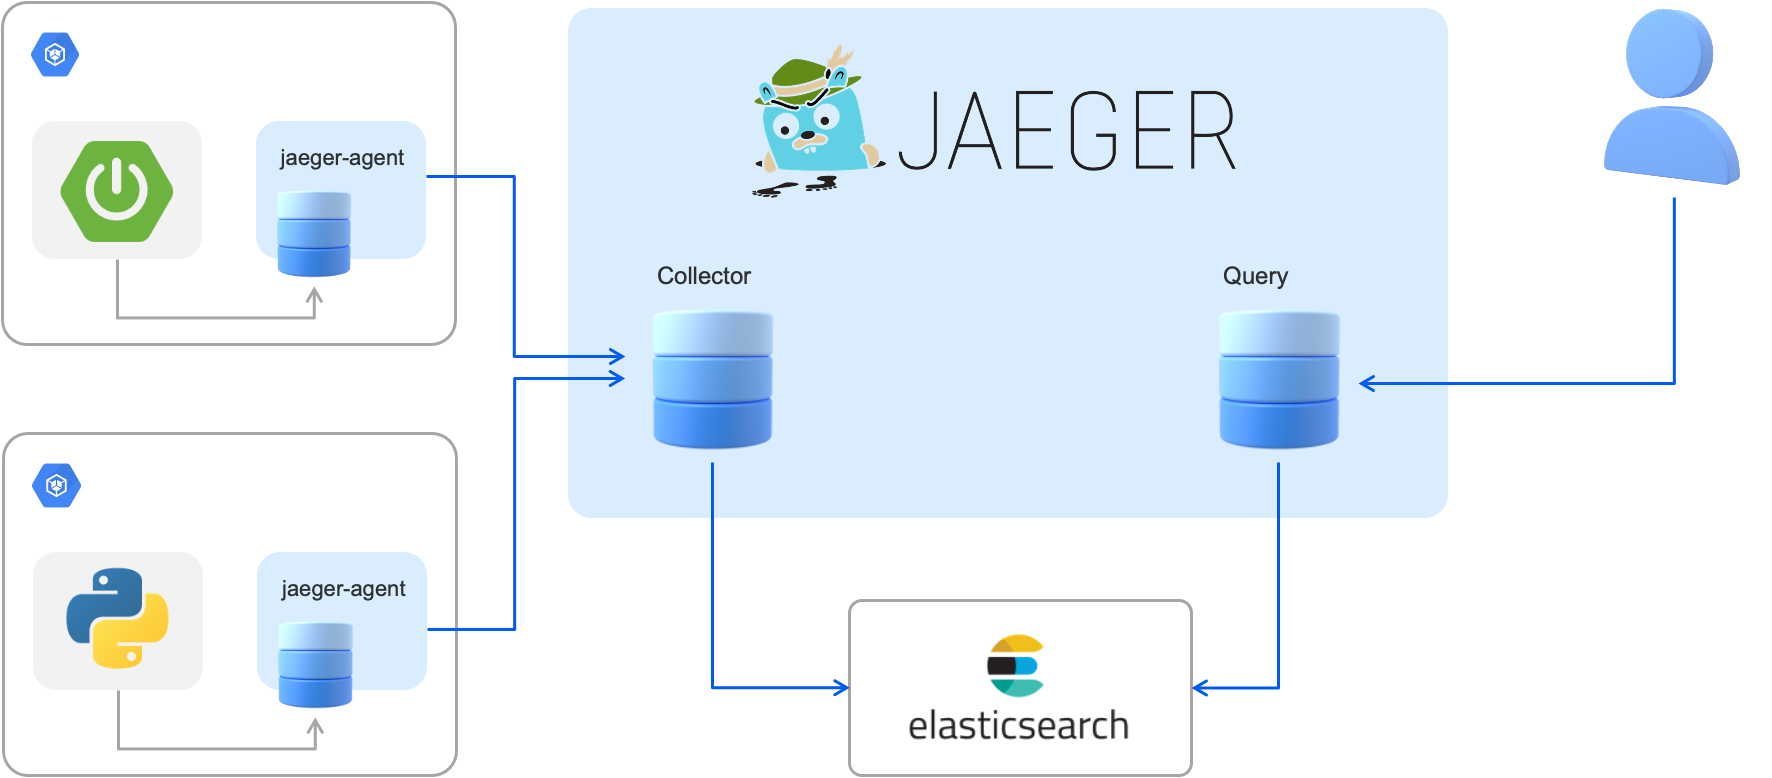 jaeger-agent
JAEGER
Collector
Query
jaeger-agent
elasticsearch